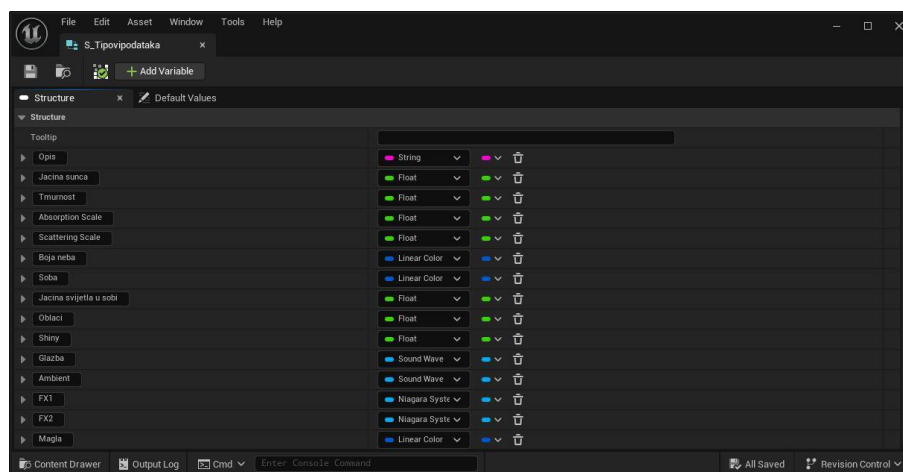 File Edit Asset Window Tools Help
S_Tipovipodataka
Add Variable
Structure Default Values
Structure
Tooltip
Opis String
Jacina sunca Float
Tmurnost Float
Absorption Scale Float
Scattering Scale Float
Boja neba Linear Color
Soba Linear Color
Jacina svijetla u sobi Float
Oblaci Float
Shiny Float
Glazba Sound Wave
Ambient Sound Wave
FX1 Niagara Syste
FX2 Niagara Syste
Magla Linear Color
Content Drawer Output Log Cmd Enter Console Command All Saved Revision Control